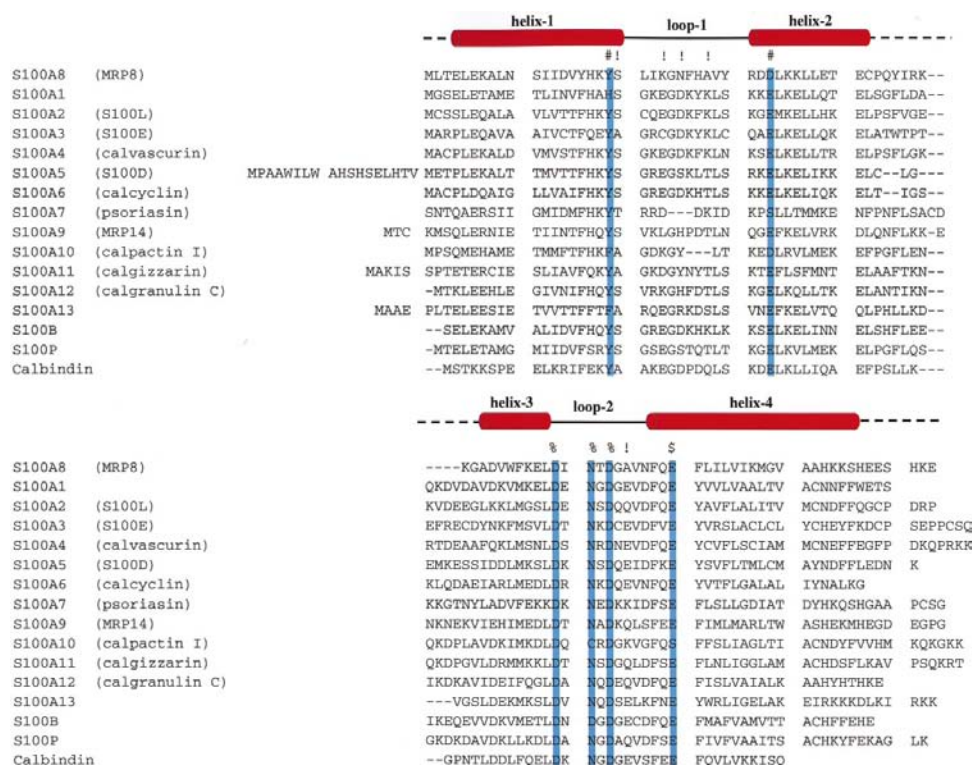 helix-1 loop-1 helix-2
#! ! ! ! #
S100A8 (MRP8) MLTELEKALN SIIDVYHKYS LIKGNFHAVY RDDLKKLLET ECPQYIRK--
S100A1 MGSELETAME TLINVFHAHS GKEGDKYKLS KKELKELLQT ELSGFLDA--
S100A2 (S100L) MCSSLEQALA VLVTTFHKYS CQEGDKFKLS KGEMKELLHK ELPSFVGE--
S100A3 (S100E) MARPLEQAVA AIVCTFQEYA GRCGDKYKLC QAELKELLQK ELATWTPT--
S100A4 (calvascurin) MACPLEKALD VMVSTFHKYS GKEGDKFKLN KSELKELLTR ELPSFLGK--
S100A5 (S100D) MPAAWILW AHSHSELHTV METPLEKALT TMVTTFHKYS GREGSKLTLS RKELKELIKK ELC--LG--
S100A6 (calcyclin) MACPLDQAIG LLVAIFHKYS GREGDKHTLS KKELKELIQK ELT--IGS--
S100A7 (psoriasin) SNTQAERSII GMIDMFHKYT RRD---DKID KPSLLTMMKE NFPNFLSACD
S100A9 (MRP14) MTC KMSQLERNIE TIINTFHQYS VKLGHPDTLN QGEFKELVRK DLQNFLKK-E
S100A10 (calpactin I) MPSQMEHAME TMMFTFHKFA GDKGY---LT KEDLRVLMEK EFPGFLEN--
S100A11 (calgizzarin) MAKIS SPTETERCIE SLIAVFQKYA GKDGYNYTLS KTEFLSFMNT ELAAFTKN--
S100A12 (calgranulin C) -MTKLEEHLE GIVNIFHQYS VRKGHFDTLS KGELKQLLTK ELANTIKN--
S100A13 MAAE PLTELEESIE TVVTTFFTFA RQEGRKDSLS VNEFKELVTQ QLPHLLKD--
S100B --SELEKAMV ALIDVFHQYS GREGDKHKLK KSELKELINN ELSHFLEE--
S100P -MTELETAMG MIIDVFSRYS GSEGSTQTLT KGELKVLMEK ELPGFLQS--
Calbindin --MSTKKSPE ELKRIFEKYA AKEGDPDQLS KDELKLLIQA EFPSLLK---
helix-3 loop-2 helix-4
% % % ! $
S100A8 (MRP8) ----KGADVWFKELDI NTDGAVNFQE FLILVIKMGV AAHKKSHEES HKE
S100A1 QKDVDAVDKVMKELDE NGDGEVDFQE YVVLVAALTV ACNNFFWETS
S100A2 (S100L) KVDEEGLKKLMGSLDE NSDQQVDFQE YAVFLALITV MCNDFFQGCP DRP
S100A3 (S100E) EFRECDYNKFMSVLDT NKDCEVDFVE YVRSLACLCL YCHEYFKDCP SEPPCSQ
S100A4 (calvascurin) RTDEAAFQKLMSNLDS NRDNEVDFQE YCVFLSCIAM MCNEFFEGFP DKQPRKK
S100A5 (S100D) EMKESSIDDLMKSLDK NSDQEIDFKE YSVFLTMLCM AYNDFFLEDN K
S100A6 (calcyclin) KLQDAEIARLMEDLDR NKDQEVNFQE YVTFLGALAL IYNALKG
S100A7 (psoriasin) KKGTNYLADVFEKKDK NEDKKIDFSE FLSLLGDIAT DYHKQSHGAA PCSG
S100A9 (MRP14) NKNEKVIEHIMEDLDT NADKQLSFEE FIMLMARLTW ASHEKMHEGD EGPG
S100A10 (calpactin I) QKDPLAVDKIMKDLDQ CRDGKVGFQS FFSLIAGLTI ACNDYFVVHM KQKGKK
S100A11 (calgizzarin) QKDPGVLDRMMKKLDT NSDGQLDFSE FLNLIGGLAM ACHDSFLKAV PSQKRT
S100A12 (calgranulin C) IKDKAVIDEIFQGLDA NQDEQVDFQE FISLVAIALK AAHYHTHKE
S100A13 ---VGSLDEKMKSLDV NQDSELKFNE YWRLIGELAK EIRKKKDLKI RKK
S100B IKEQEVVDKVMETLDN DGDGECDFQE FMAFVAMVTT ACHEFFEHE
S100P GKDKDAVDKLLKDLDA NGDAQVDFSE FIVFVAAITS ACHKYFEKAG LK
Calbindin --GPNTLDDLFQELDK NGDGEVSFEE FQVLVKKISQ